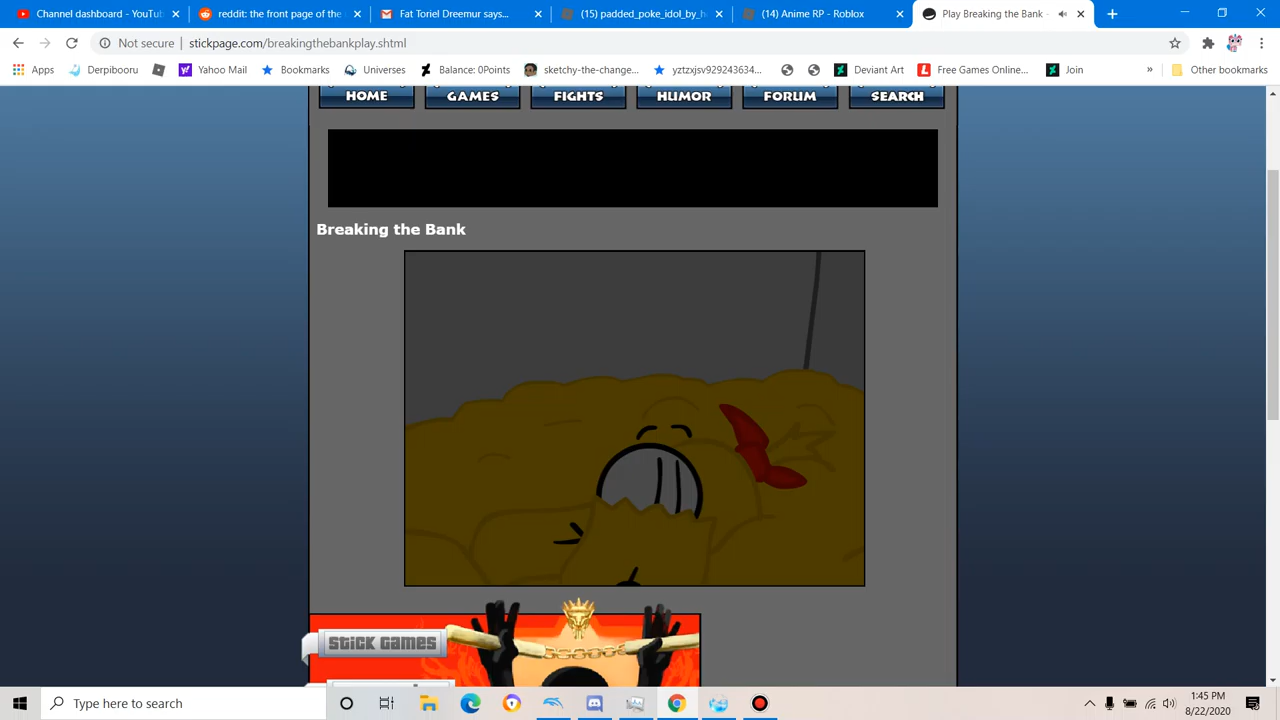 Channel dashboard - YouTu
reddit: the front page of the
Fat Toriel Dreemur says...
(15) padded_poke_idol_by_h
(14) Anime RP - Roblox
Play Breaking the Bank -
Not secure
stickpage.com/breakingthebankplay.shtml
Apps
Derpibooru
Yahoo Mail
Bookmarks
Universes
Balance: 0Points
sketchy-the-change...
yztzxjsv929243634...
Deviant Art
Free Games Online...
Join
»
Other bookmarks
HOME
GAMES
FIGHTS
HUMOR
FORUM
SEARCH
Breaking the Bank
STICK GAMES
Type here to search
1:45 PM
8/22/2020